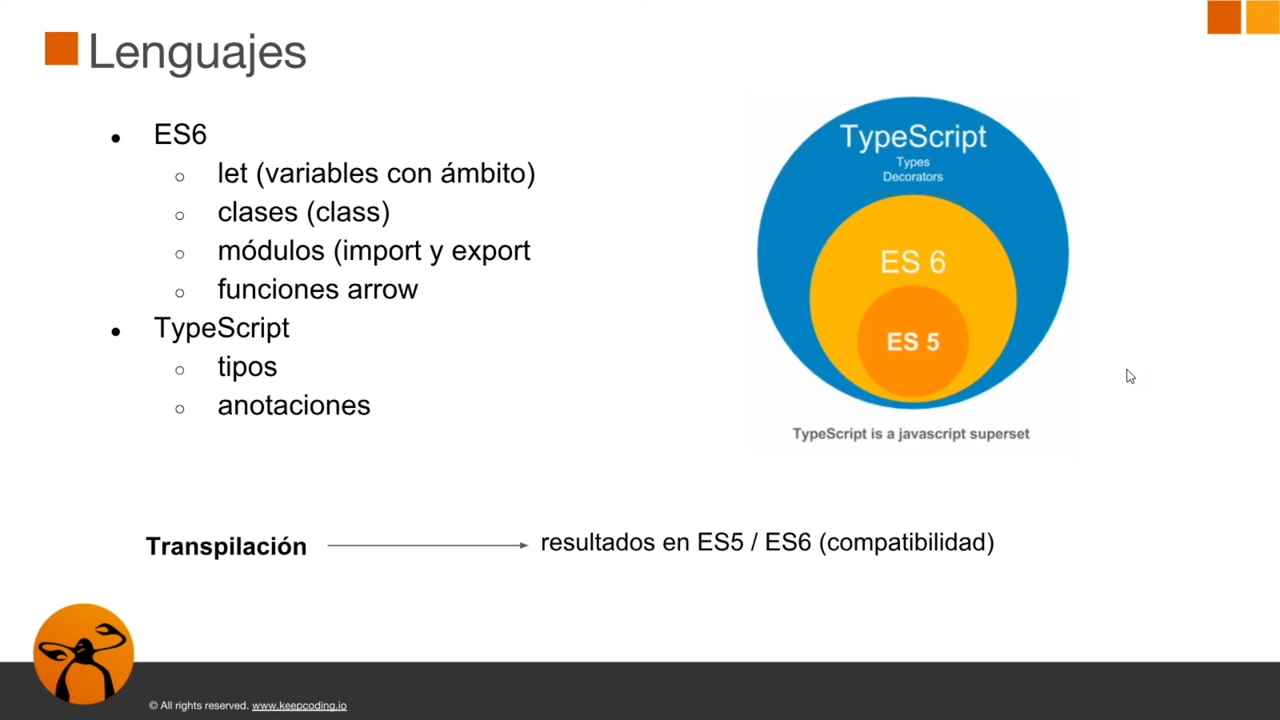 Lenguajes
● ES6
○ let (variables con ámbito)
○ clases (class)
○ módulos (import y export
○ funciones arrow
● TypeScript
○ tipos
○ anotaciones
TypeScript
Types
Decorators
ES 6
ES 5
TypeScript is a javascript superset
Transpilación
resultados en ES5 / ES6 (compatibilidad)
© All rights reserved. www.keepcoding.io